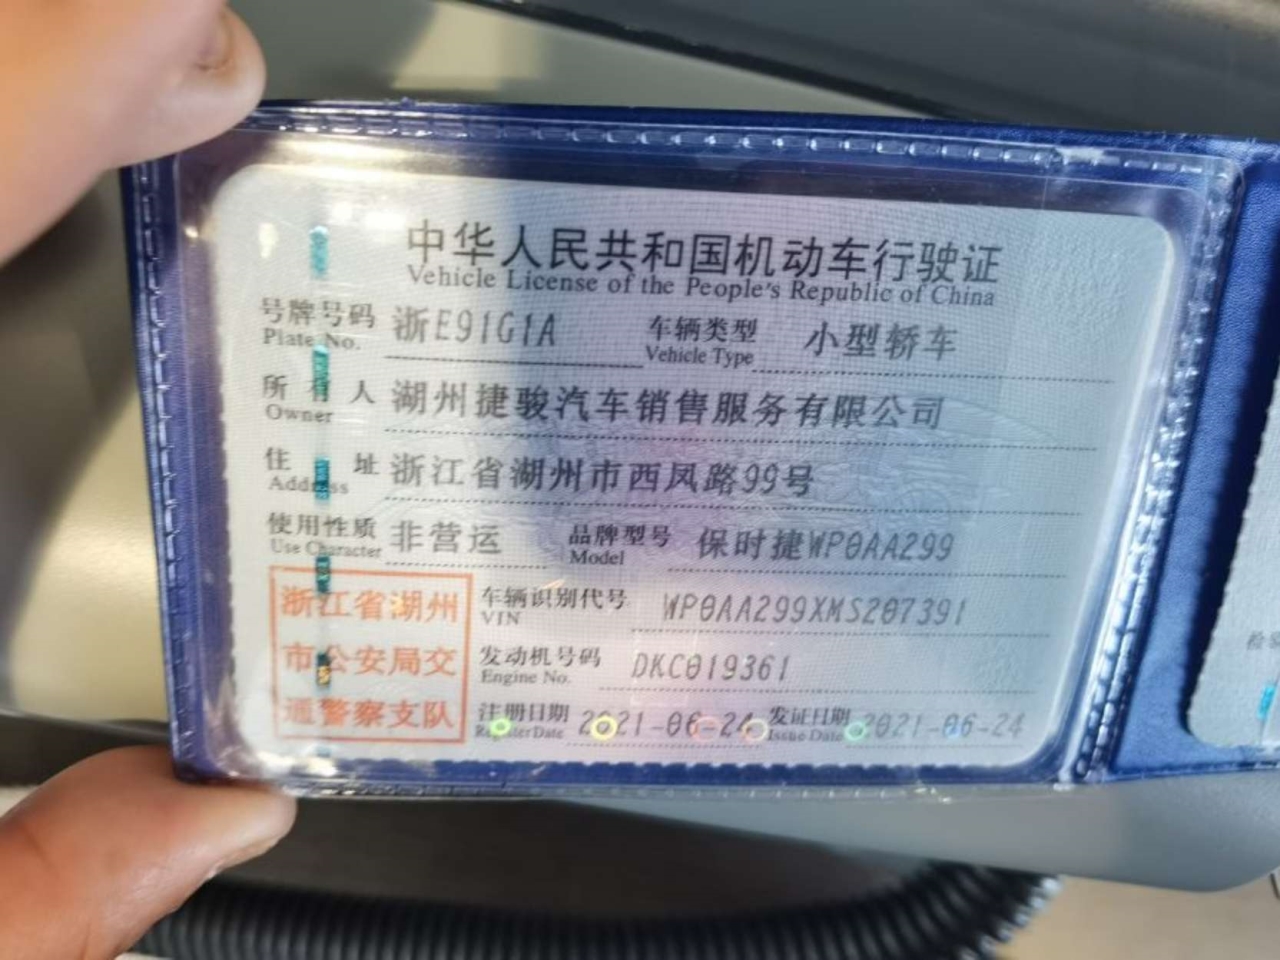 中华人民共和国机动车行驶证
Vehicle License of the People's Republic of China
号牌号码 浙E91G1A 车辆类型 小型轿车
Plate No. Vehicle Type
所有人 湖州捷骏汽车销售服务有限公司
Owner
住址 浙江省湖州市西凤路99号
Address
使用性质 非营运 品牌型号 保时捷WP0AA299
Use Character Model
浙江省湖州 车辆识别代号 WP0AA299XMS207391
VIN
市公安局交 发动机号码 DKC019361
Engine No.
通警察支队 注册日期 2021-06-24 发证日期 2021-06-24
Register Date Issue Date